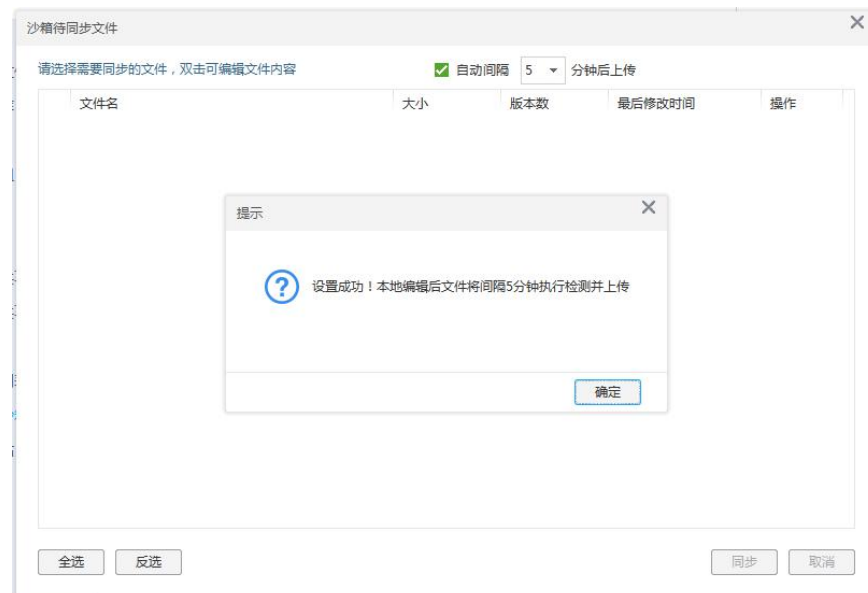 沙箱待同步文件
请选择需要同步的文件，双击可编辑文件内容
自动间隔 5 分钟后上传
文件名 大小 版本数 最后修改时间 操作
提示
设置成功！本地编辑后文件将间隔5分钟执行检测并上传
确定
全选 反选 同步 取消